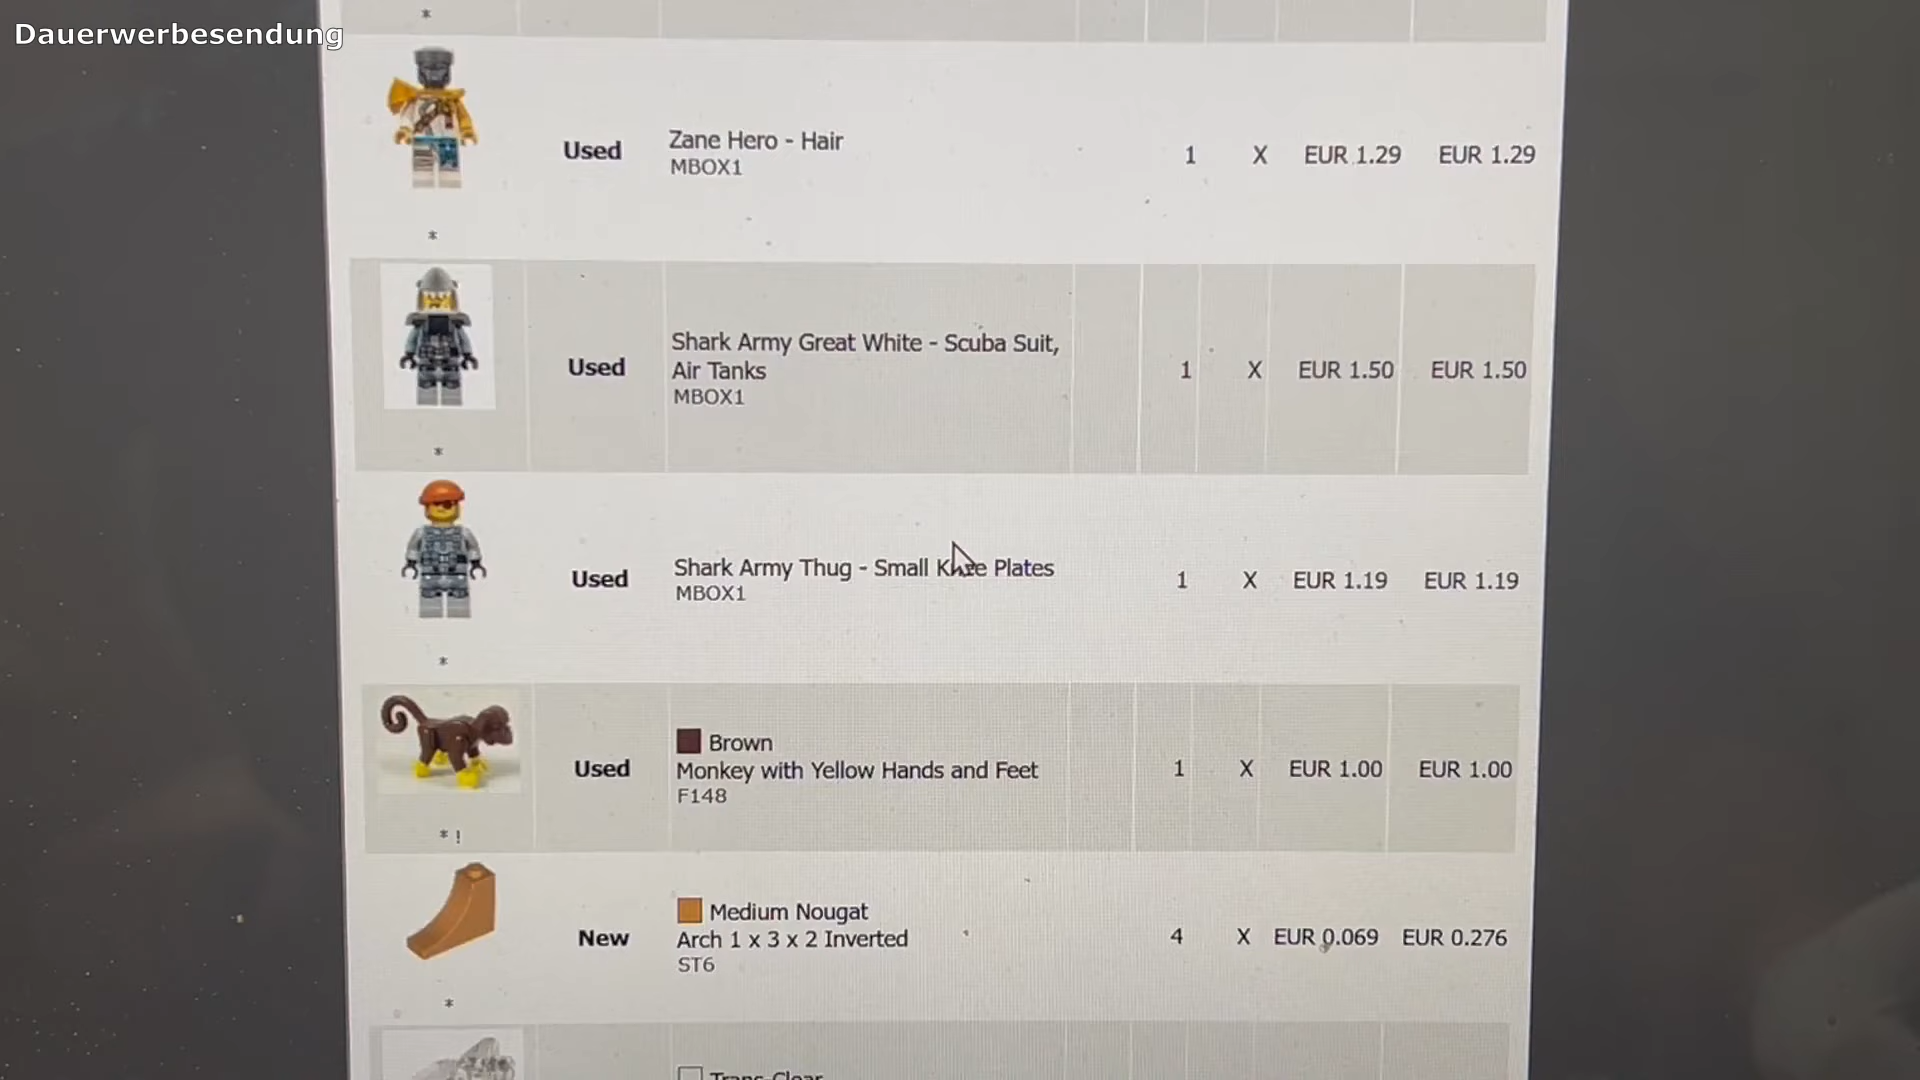 Dauerwerbesendung
*
Used
Zane Hero - Hair
MBOX1
1 X EUR 1.29 EUR 1.29
*
Used
Shark Army Great White - Scuba Suit,
Air Tanks
MBOX1
1 X EUR 1.50 EUR 1.50
*
Used
Shark Army Thug - Small Knee Plates
MBOX1
1 X EUR 1.19 EUR 1.19
*
Used
Brown
Monkey with Yellow Hands and Feet
F148
1 X EUR 1.00 EUR 1.00
* !
New
Medium Nougat
Arch 1 x 3 x 2 Inverted
ST6
4 X EUR 0.069 EUR 0.276
*
Trans-Clear